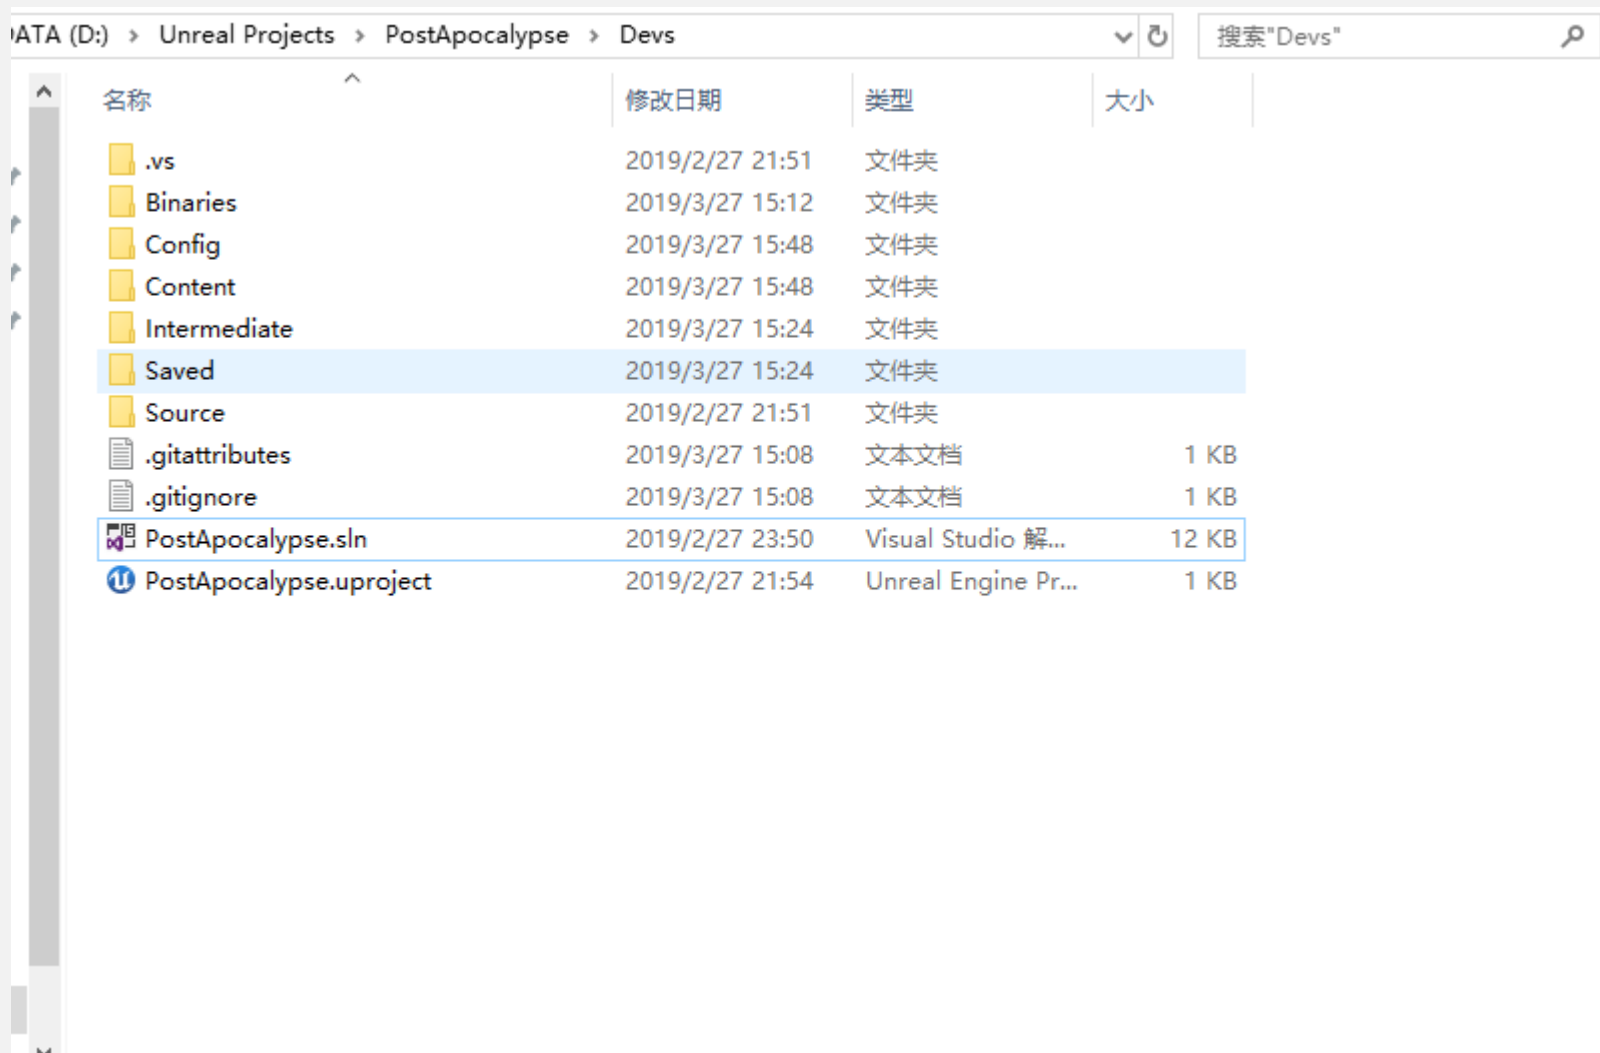 ATA (D:) › Unreal Projects › PostApocalypse › Devs 搜索"Devs"
名称 修改日期 类型 大小
.vs 2019/2/27 21:51 文件夹
Binaries 2019/3/27 15:12 文件夹
Config 2019/3/27 15:48 文件夹
Content 2019/3/27 15:48 文件夹
Intermediate 2019/3/27 15:24 文件夹
Saved 2019/3/27 15:24 文件夹
Source 2019/2/27 21:51 文件夹
.gitattributes 2019/3/27 15:08 文本文档 1 KB
.gitignore 2019/3/27 15:08 文本文档 1 KB
PostApocalypse.sln 2019/2/27 23:50 Visual Studio 解... 12 KB
PostApocalypse.uproject 2019/2/27 21:54 Unreal Engine Pr... 1 KB